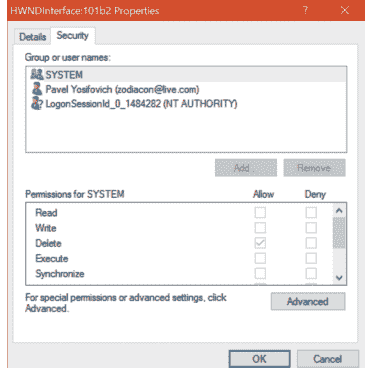 HWNDInterface:101b2 Properties
Details Security
Group or user names:
SYSTEM
Pavel Yosifovich (zodiacon@live.com)
LogonSessionId_0_1484282 (NT AUTHORITY)
Add Remove
Permissions for SYSTEM Allow Deny
Read
Write
Delete
Execute
Synchronize
For special permissions or advanced settings, click
Advanced.
Advanced
OK Cancel